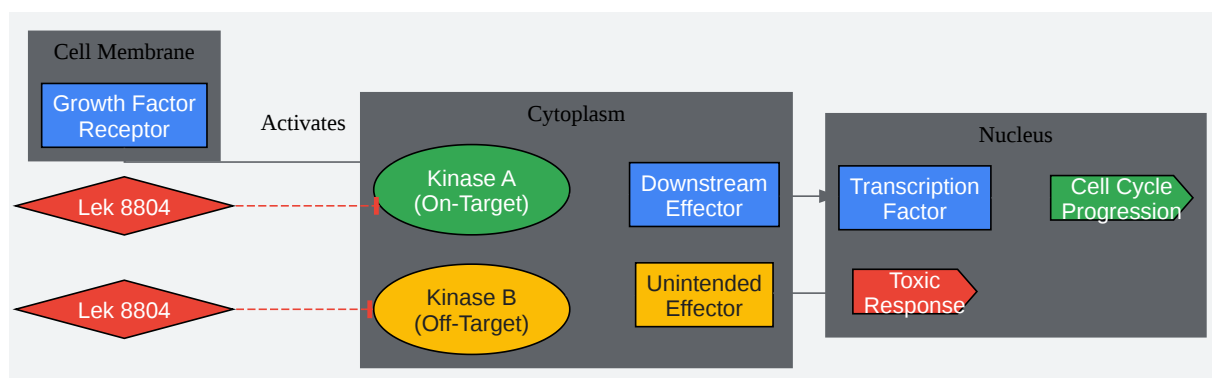 Cell Membrane
Growth Factor
Receptor
Activates
Lek 8804
Lek 8804
Cytoplasm
Kinase A
(On-Target)
Downstream
Effector
Kinase B
(Off-Target)
Unintended
Effector
Nucleus
Transcription
Factor
Cell Cycle
Progression
Toxic
Response